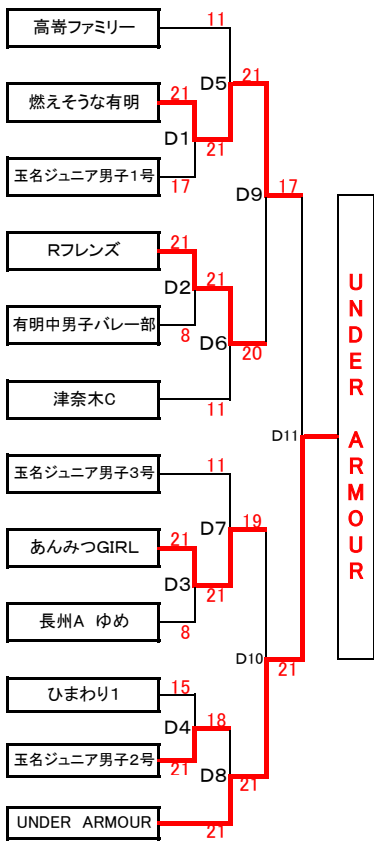 高嵜ファミリー
11
D5
21
燃えそうな有明
21
D1
21
玉名ジュニア男子1号
17
D9
17
Rフレンズ
21
D2
21
有明中男子バレー部
8
D6
20
津奈木C
11
D11
UNDER ARMOUR
玉名ジュニア男子3号
11
D7
19
あんみつGIRL
21
D3
21
長州A ゆめ
8
D10
21
ひまわり1
15
D4
18
玉名ジュニア男子2号
21
D8
21
UNDER ARMOUR
21